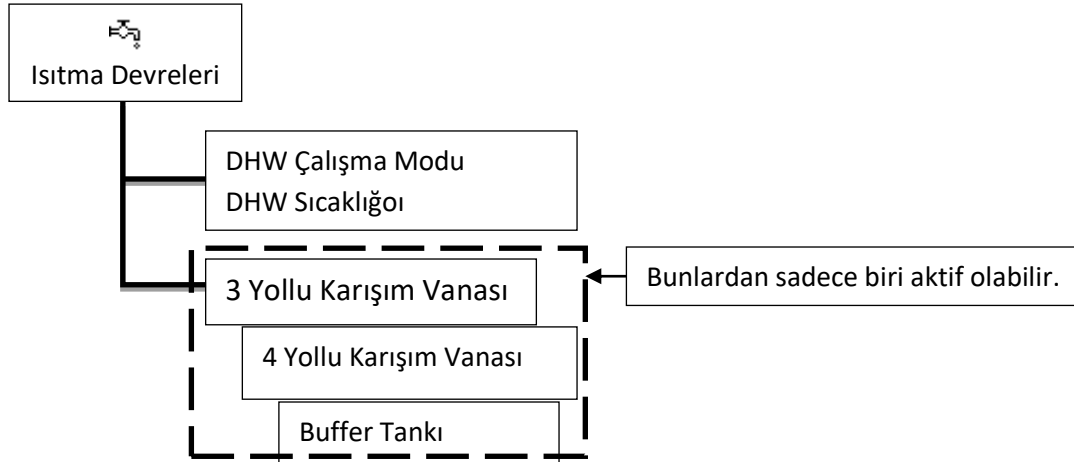 Isıtma Devreleri
DHW Çalışma Modu
DHW Sıcaklığoı
3 Yollu Karışım Vanası
Bunlardan sadece biri aktif olabilir.
4 Yollu Karışım Vanası
Buffer Tankı